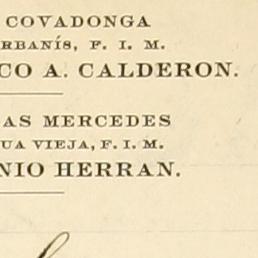 COVADONGA
RBANÍS, F. I. M.
CO A. CALDERON.
AS MERCEDES
UA VIEJA, F. I. M.
NIO HERRAN.